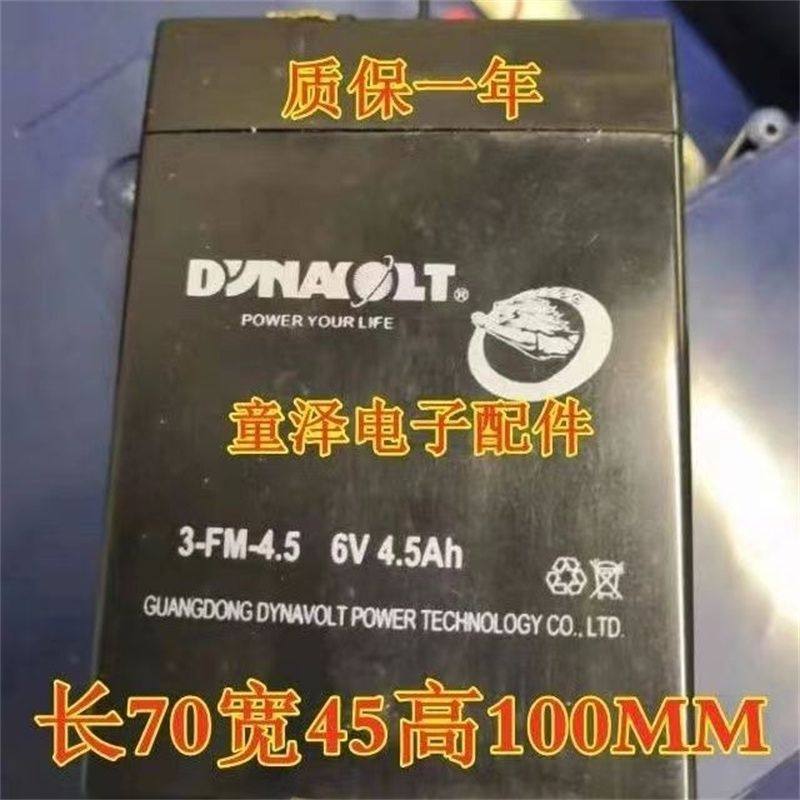 质保一年
DYNAVOLT®
POWER YOUR LIFE
童泽电子配件
3-FM-4.5 6V 4.5Ah
GUANGDONG DYNAVOLT POWER TECHNOLOGY CO., LTD.
长70宽45高100MM